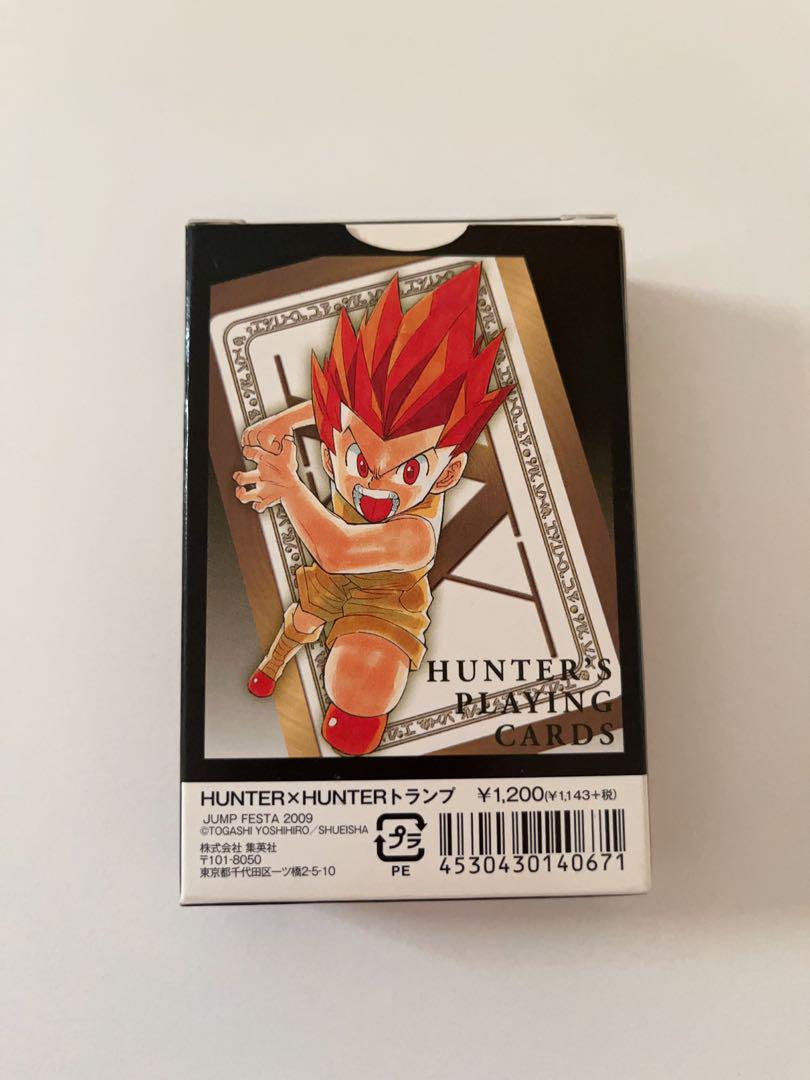 HUNTER'S
PLAYING
CARDS
HUNTER×HUNTERトランプ ¥1,200(¥1,143+税)
JUMP FESTA 2009
©TOGASHI YOSHIHIRO/SHUEISHA
株式会社 集英社
〒101-8050
東京都千代田区一ツ橋2-5-10
プラ
PE
4530430140671